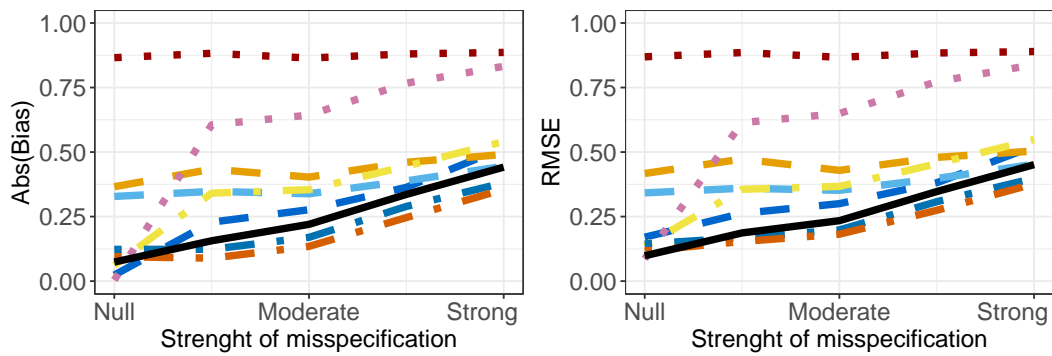 Abs(Bias)
1.00
0.75
0.50
0.25
0.00
Null Moderate Strong
Strenght of misspecification
RMSE
1.00
0.75
0.50
0.25
0.00
Null Moderate Strong
Strenght of misspecification